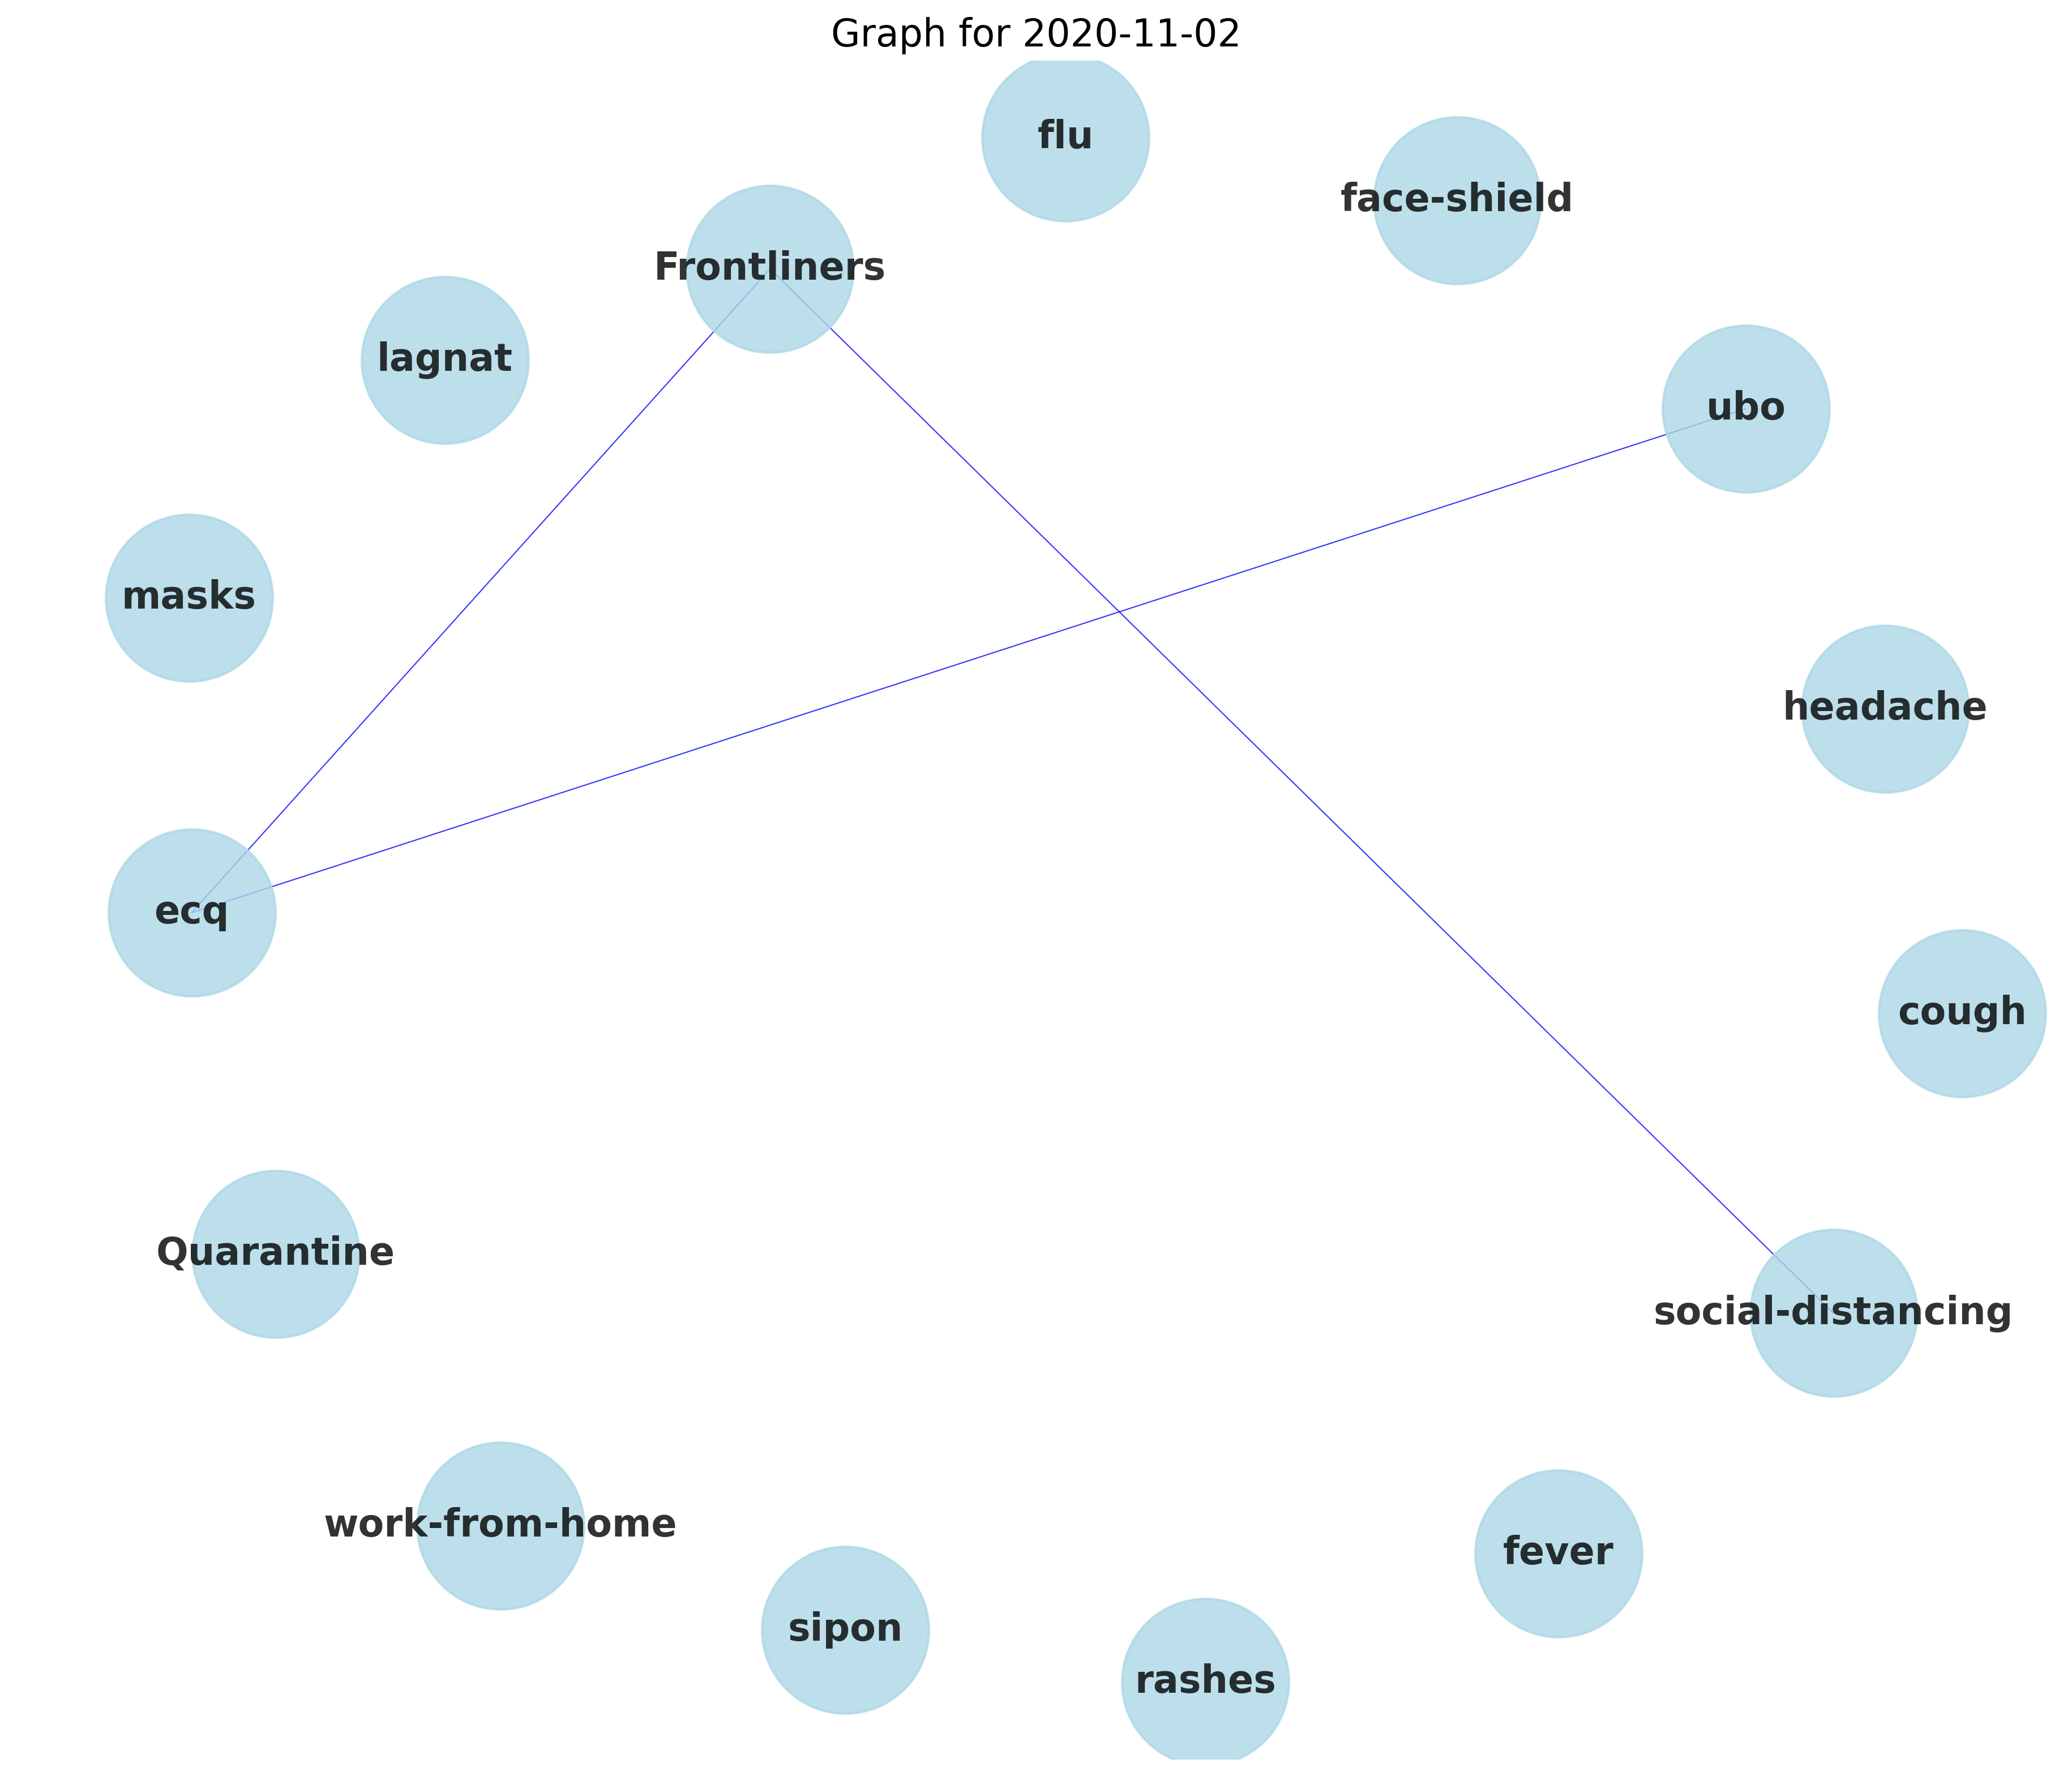 Graph for 2020-11-02
flu
face-shield
Frontliners
lagnat
ubo
masks
headache
ecq
cough
Quarantine
social-distancing
work-from-home
fever
sipon
rashes